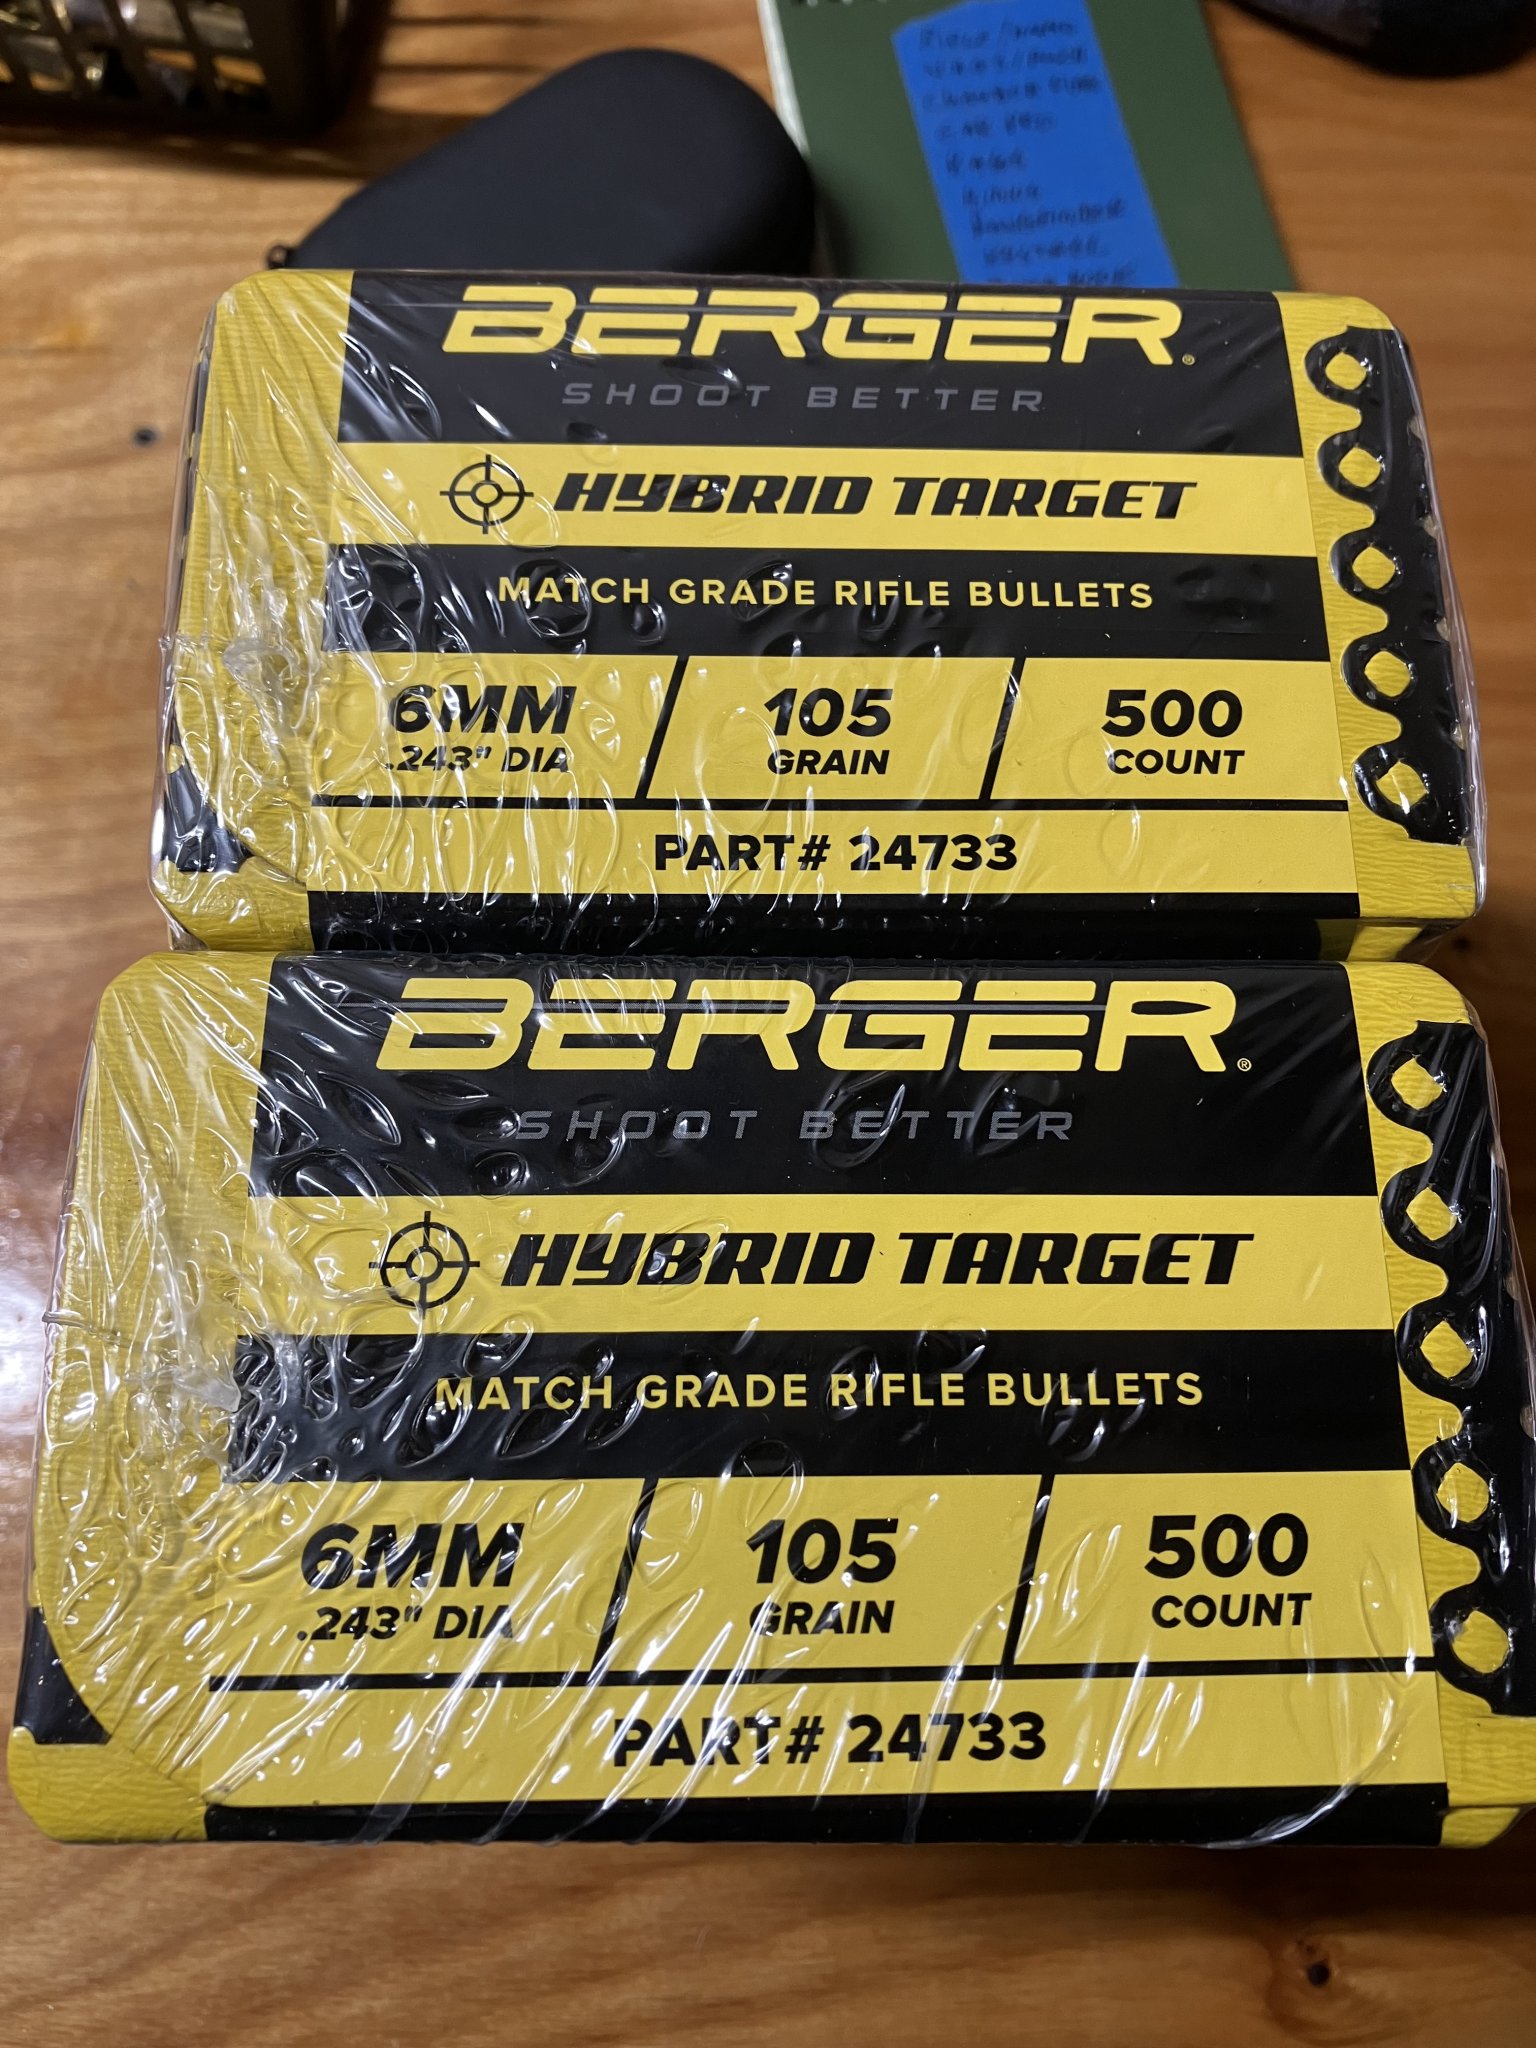 BERGER®
SHOOT BETTER
HYBRID TARGET
MATCH GRADE RIFLE BULLETS
6MM
.243" DIA
105
GRAIN
500
COUNT
PART# 24733
BERGER®
SHOOT BETTER
HYBRID TARGET
MATCH GRADE RIFLE BULLETS
6MM
.243" DIA
105
GRAIN
500
COUNT
PART# 24733